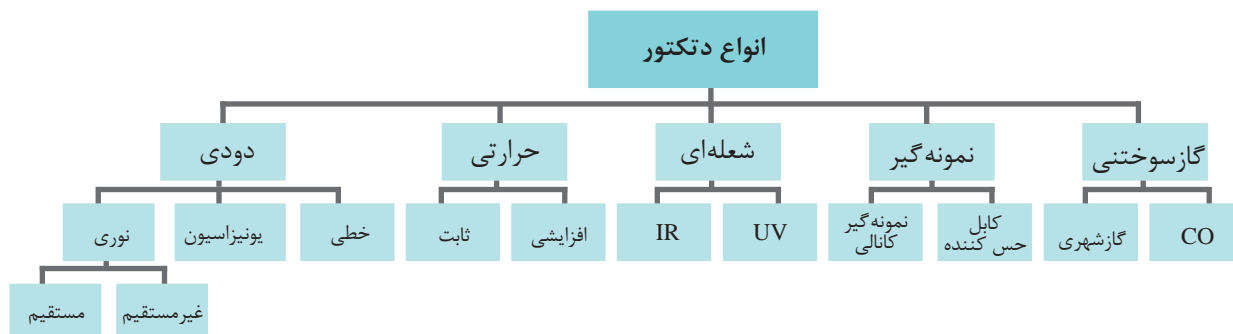 انواع دتکتور
گازسوختنی
نمونه‌گیر
شعله‌ای
حرارتی
دودی
CO
گازشهری
کابل
حس کننده
نمونه‌گیر
کانالی
UV
IR
افزایشی
ثابت
خطی
یونیزاسیون
نوری
غیرمستقیم
مستقیم